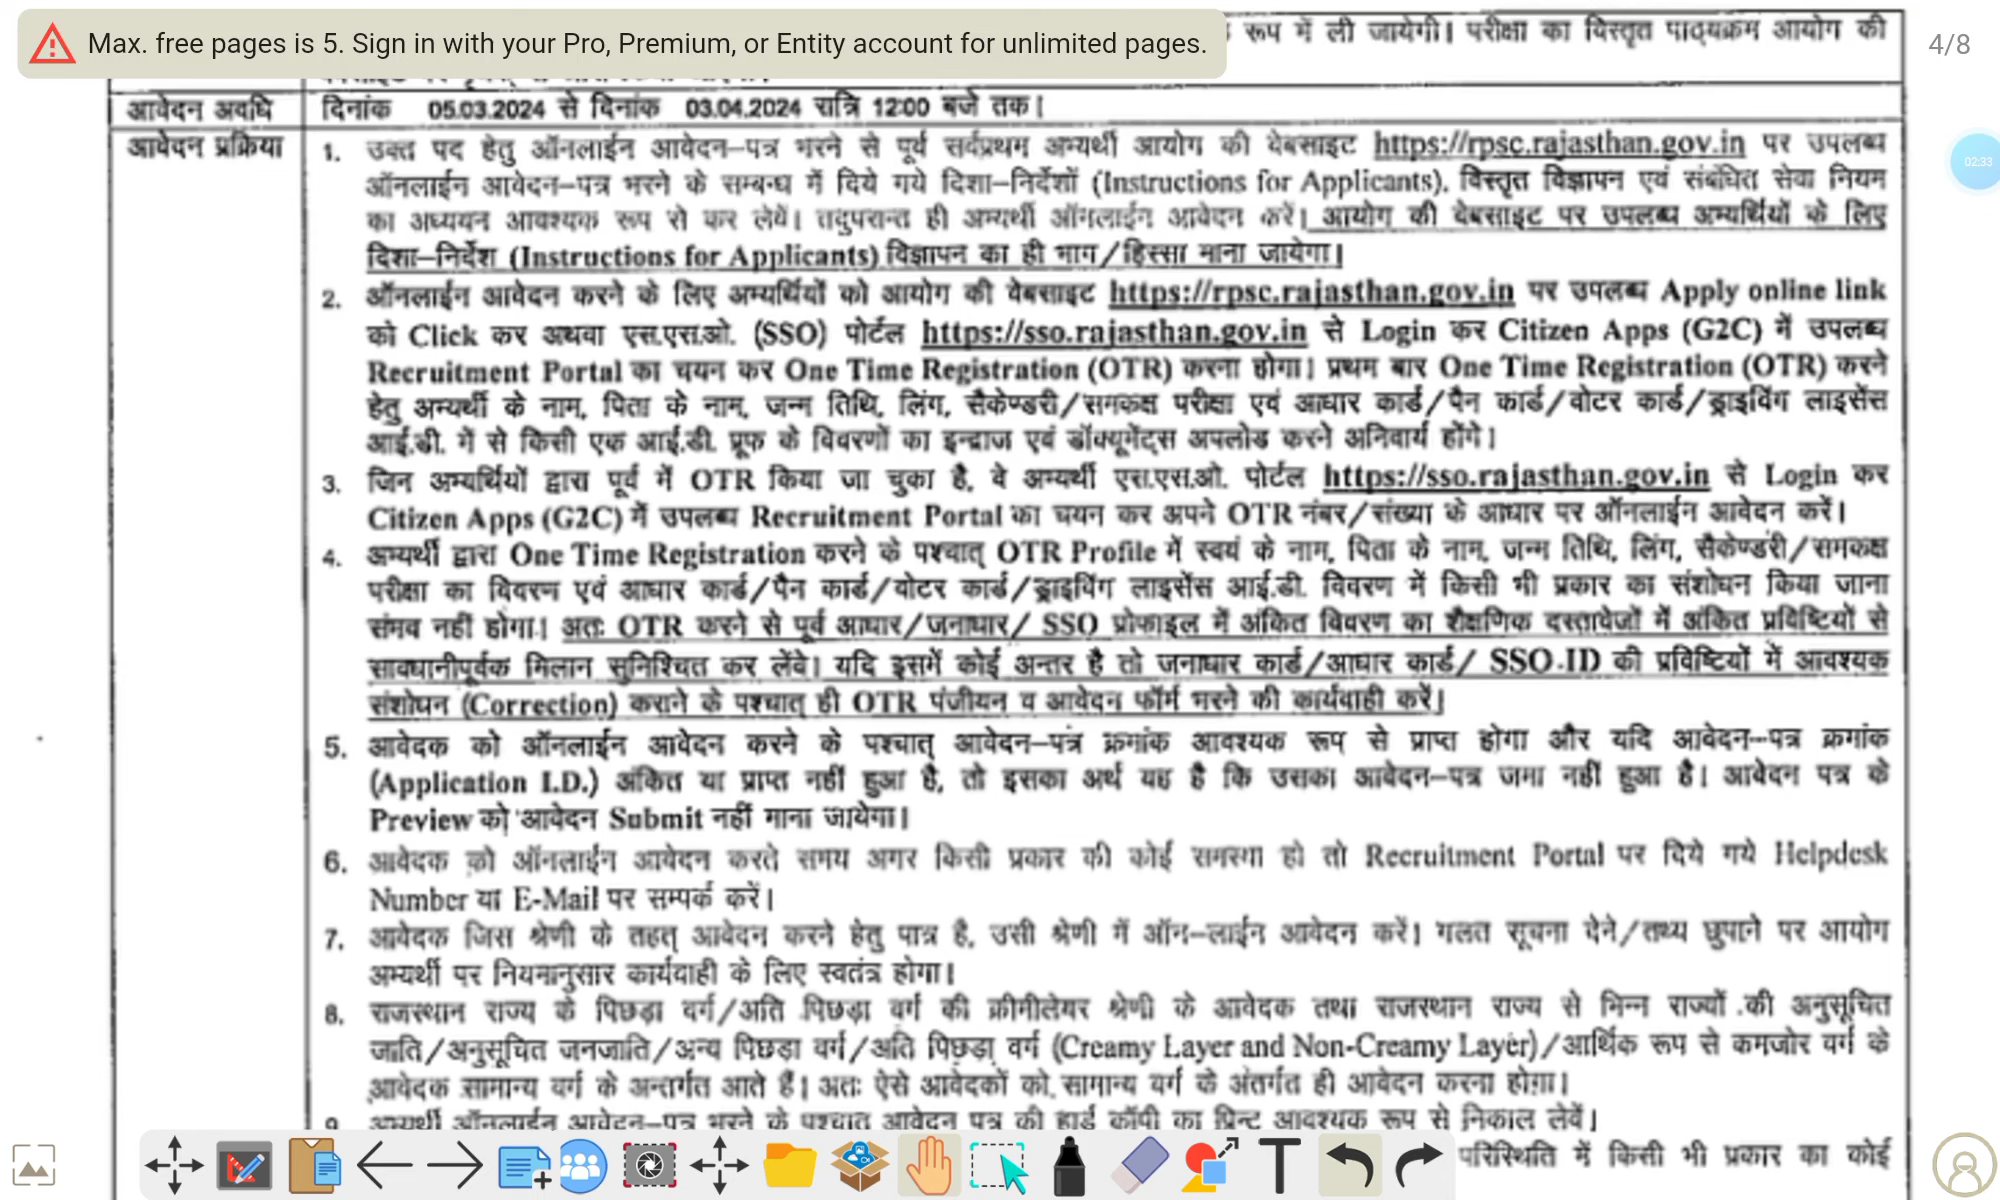 Max. free pages is 5. Sign in with your Pro, Premium, or Entity account for unlimited pages.
रूप में ली जायेगी। परीक्षा का विस्तृत पाठ्यक्रम आयोग की
4/8
आवेदन अवधि दिनांक 05.03.2024 से दिनांक 03.04.2024 रात्रि 12:00 बजे तक।
02:33
आवेदन प्रक्रिया 1. उक्त पद हेतु ऑनलाईन आवेदन–पत्र भरने से पूर्व सर्वप्रथम अभ्यर्थी आयोग की वेबसाइट https://rpsc.rajasthan.gov.in पर उपलब्ध
ऑनलाईन आवेदन–पत्र भरने के सम्बन्ध में दिये गये दिशा–निर्देशों (Instructions for Applicants), विस्तृत विज्ञापन एवं संबंधित सेवा नियम
का अध्ययन आवश्यक रूप से कर लेवें। तदुपरान्त ही अभ्यर्थी ऑनलाईन आवेदन करें। आयोग की वेबसाइट पर उपलब्ध अभ्यर्थियों के लिए
दिशा–निर्देश (Instructions for Applicants) विज्ञापन का ही भाग/हिस्सा माना जायेगा।
2. ऑनलाईन आवेदन करने के लिए अभ्यर्थियों को आयोग की वेबसाइट https://rpsc.rajasthan.gov.in पर उपलब्ध Apply online link
को Click कर अथवा एस.एस.ओ. (SSO) पोर्टल https://sso.rajasthan.gov.in से Login कर Citizen Apps (G2C) में उपलब्ध
Recruitment Portal का चयन कर One Time Registration (OTR) करना होगा। प्रथम बार One Time Registration (OTR) करने
हेतु अभ्यर्थी के नाम, पिता के नाम, जन्म तिथि, लिंग, सैकेण्डरी/समकक्ष परीक्षा एवं आधार कार्ड/पैन कार्ड/वोटर कार्ड/ड्राइविंग लाइसेंस
आई.डी. में से किसी एक आई.डी. प्रूफ के विवरणों का इन्द्राज एवं डॉक्यूमेंट्स अपलोड करने अनिवार्य होंगे।
3. जिन अभ्यर्थियों द्वारा पूर्व में OTR किया जा चुका है, वे अभ्यर्थी एस.एस.ओ. पोर्टल https://sso.rajasthan.gov.in से Login कर
Citizen Apps (G2C) में उपलब्ध Recruitment Portal का चयन कर अपने OTR नंबर/संख्या के आधार पर ऑनलाईन आवेदन करें।
4. अभ्यर्थी द्वारा One Time Registration करने के पश्चात् OTR Profile में स्वयं के नाम, पिता के नाम, जन्म तिथि, लिंग, सैकेण्डरी/समकक्ष
परीक्षा का विवरण एवं आधार कार्ड/पैन कार्ड/वोटर कार्ड/ड्राइविंग लाइसेंस आई.डी. विवरण में किसी भी प्रकार का संशोधन किया जाना
संभव नहीं होगा। अतः OTR करने से पूर्व आधार/जनाधार/ SSO प्रोफाइल में अंकित विवरण का शैक्षणिक दस्तावेजों में अंकित प्रविष्टियों से
सावधानीपूर्वक मिलान सुनिश्चित कर लेंवे। यदि इसमें कोई अन्तर है तो जनाधार कार्ड/आधार कार्ड/ SSO-ID की प्रविष्टियों में आवश्यक
संशोधन (Correction) कराने के पश्चात् ही OTR पंजीयन व आवेदन फॉर्म भरने की कार्यवाही करें।
5. आवेदक को ऑनलाईन आवेदन करने के पश्चात् आवेदन–पत्र क्रमांक आवश्यक रूप से प्राप्त होगा और यदि आवेदन–पत्र क्रमांक
(Application I.D.) अंकित या प्राप्त नहीं हुआ है, तो इसका अर्थ यह है कि उसका आवेदन–पत्र जमा नहीं हुआ है। आवेदन पत्र के
Preview को आवेदन Submit नहीं माना जायेगा।
6. आवेदक को ऑनलाईन आवेदन करते समय अगर किसी प्रकार की कोई समस्या हो तो Recruitment Portal पर दिये गये Helpdesk
Number या E-Mail पर सम्पर्क करें।
7. आवेदक जिस श्रेणी के तहत् आवेदन करने हेतु पात्र है, उसी श्रेणी में ऑन–लाईन आवेदन करें। गलत सूचना देने/तथ्य छुपाने पर आयोग
अभ्यर्थी पर नियमानुसार कार्यवाही के लिए स्वतंत्र होगा।
8. राजस्थान राज्य के पिछड़ा वर्ग/अति पिछड़ा वर्ग की क्रीमीलेयर श्रेणी के आवेदक तथा राजस्थान राज्य से भिन्न राज्यों की अनुसूचित
जाति/अनुसूचित जनजाति/अन्य पिछड़ा वर्ग/अति पिछड़ा वर्ग (Creamy Layer and Non-Creamy Layer)/आर्थिक रूप से कमजोर वर्ग के
आवेदक सामान्य वर्ग के अन्तर्गत आते हैं। अतः ऐसे आवेदकों को सामान्य वर्ग के अंतर्गत ही आवेदन करना होगा।
9. अभ्यर्थी ऑनलाईन आवेदन–पत्र भरने के पश्चात आवेदन पत्र की हार्ड कॉपी का प्रिन्ट आवश्यक रूप से निकाल लेवें।
परिस्थिति में किसी भी प्रकार का कोई